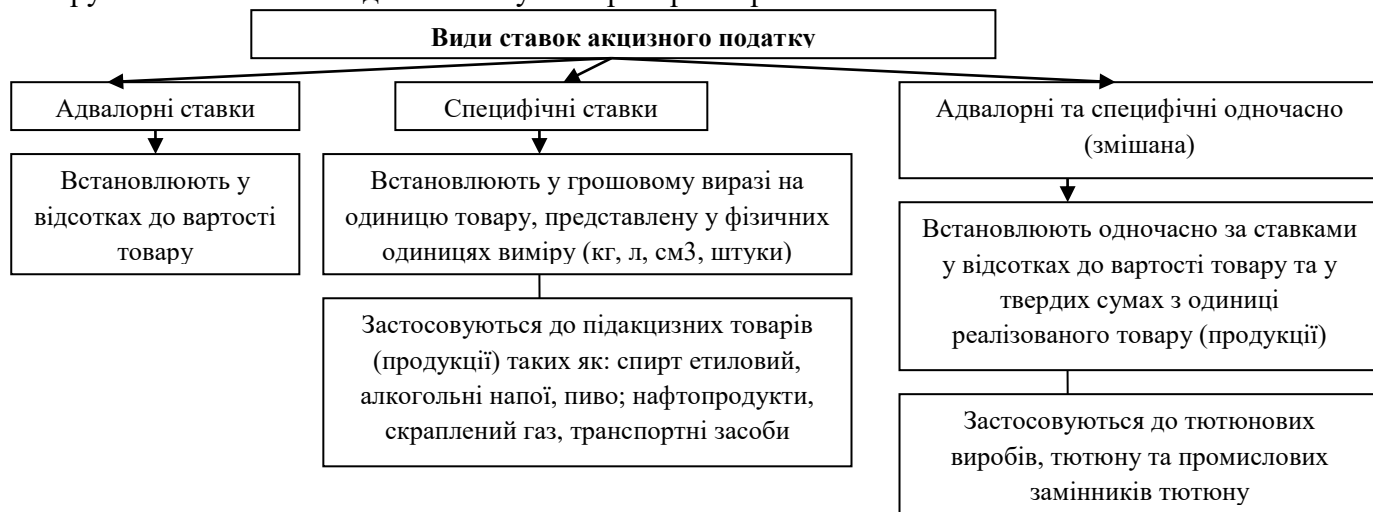 Види ставок акцизного податку
Адвалорні ставки
Встановлюють у
відсотках до вартості
товару
Специфічні ставки
Встановлюють у грошовому виразі на
одиницю товару, представлену у фізичних
одиницях виміру (кг, л, см3, штуки)
Застосовуються до підакцизних товарів
(продукції) таких як: спирт етиловий,
алкогольні напої, пиво; нафтопродукти,
скраплений газ, транспортні засоби
Адвалорні та специфічні одночасно
(змішана)
Встановлюють одночасно за ставками
у відсотках до вартості товару та у
твердих сумах з одиниці
реалізованого товару (продукції)
Застосовуються до тютюнових
виробів, тютюну та промислових
замінників тютюну